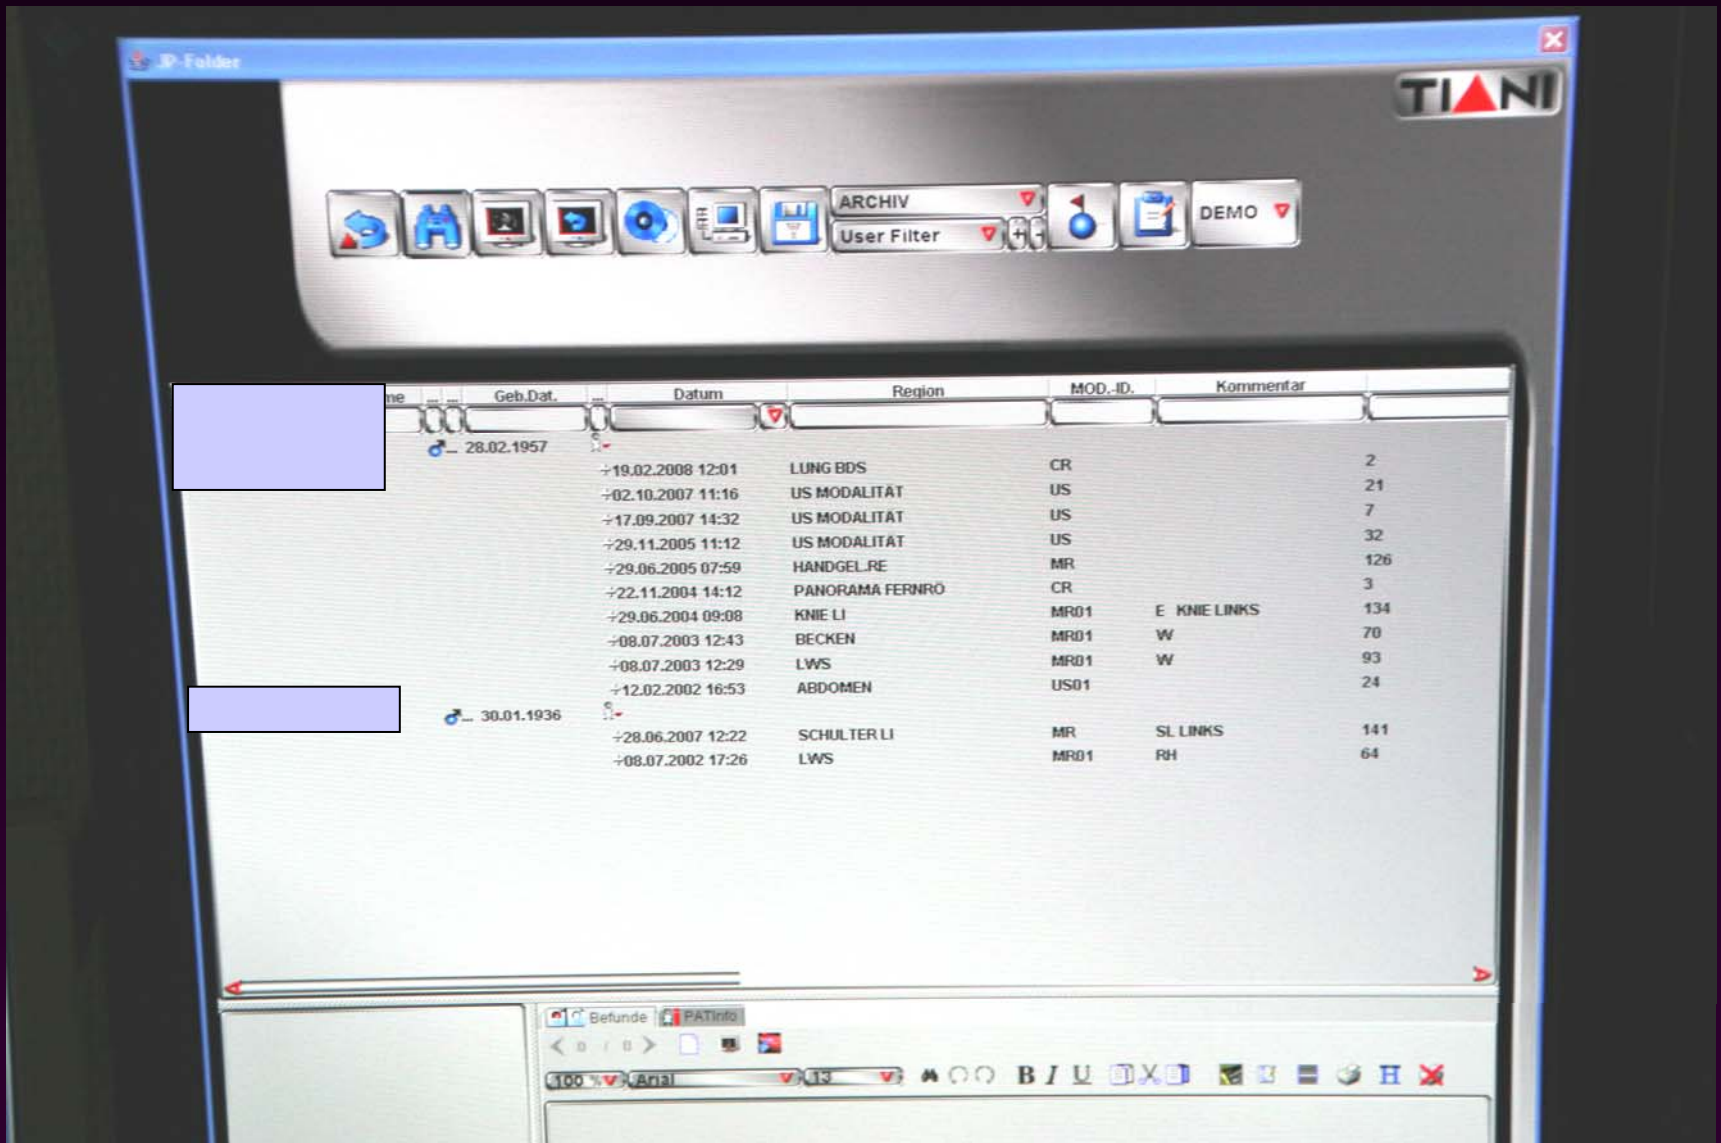 JP-Folder
TIANI
ARCHIV
User Filter
DEMO
me ... ... Geb.Dat. ... Datum Region MOD.-ID. Kommentar
... 28.02.1957
÷19.02.2008 12:01 LUNG BDS CR 2
÷02.10.2007 11:16 US MODALITÄT US 21
÷17.09.2007 14:32 US MODALITÄT US 7
÷29.11.2005 11:12 US MODALITÄT US 32
÷29.06.2005 07:59 HANDGEL.RE MR 126
÷22.11.2004 14:12 PANORAMA FERNRÖ CR 3
÷29.06.2004 09:08 KNIE LI MR01 E KNIE LINKS 134
÷08.07.2003 12:43 BECKEN MR01 W 70
÷08.07.2003 12:29 LWS MR01 W 93
÷12.02.2002 16:53 ABDOMEN US01 24
... 30.01.1936
÷28.06.2007 12:22 SCHULTER LI MR SL LINKS 141
÷08.07.2002 17:26 LWS MR01 RH 64
Befunde PATInfo
0 / 0
100 % Arial 13 B I U H